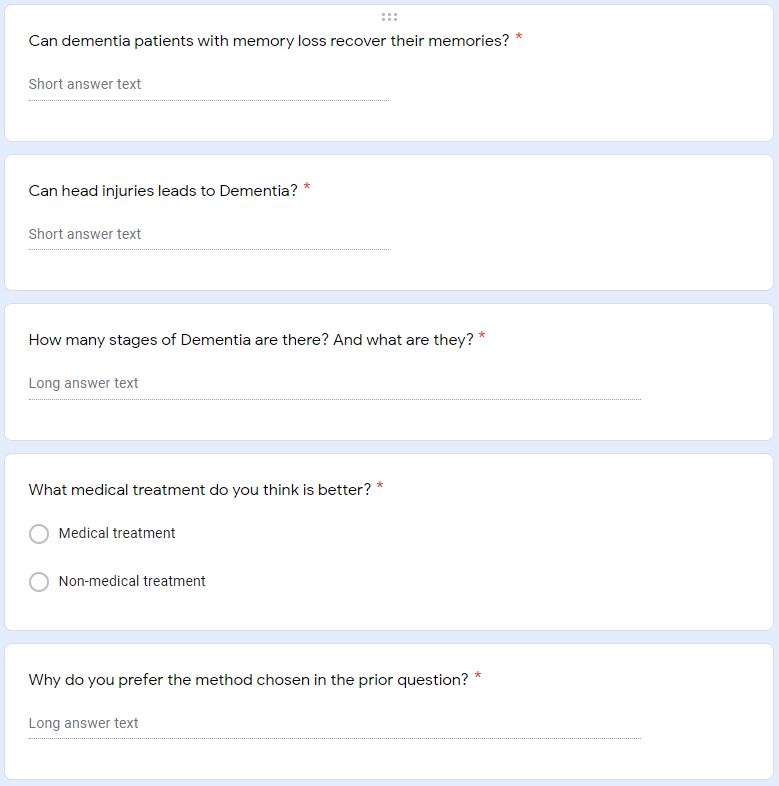 Can dementia patients with memory loss recover their memories? *
Short answer text
Can head injuries leads to Dementia? *
Short answer text
How many stages of Dementia are there? And what are they? *
Long answer text
What medical treatment do you think is better? *
Medical treatment
Non-medical treatment
Why do you prefer the method chosen in the prior question? *
Long answer text